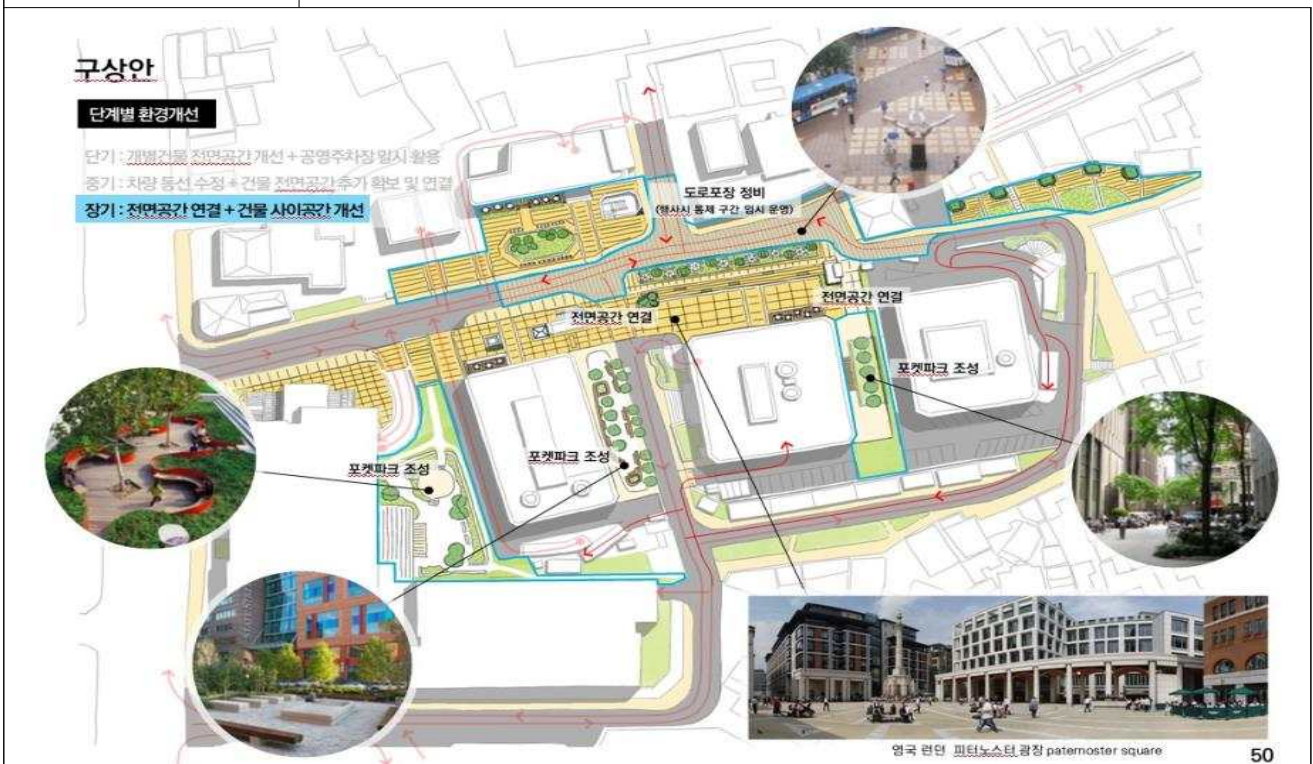 구상안
단계별 환경개선
단기 : 개별건물 전면공간 개선 + 공영주차장 일시 활용
중기 : 차량 동선 수정 + 건물 전면공간 추가 확보 및 연결
장기 : 전면공간 연결 + 건물 사이공간 개선
도로포장 정비
(행사시 통제 구간 임시 운영)
전면공간 연결
전면공간 연결
포켓파크 조성
포켓파크 조성
포켓파크 조성
영국 런던 피터노스터 광장 paternoster square
50